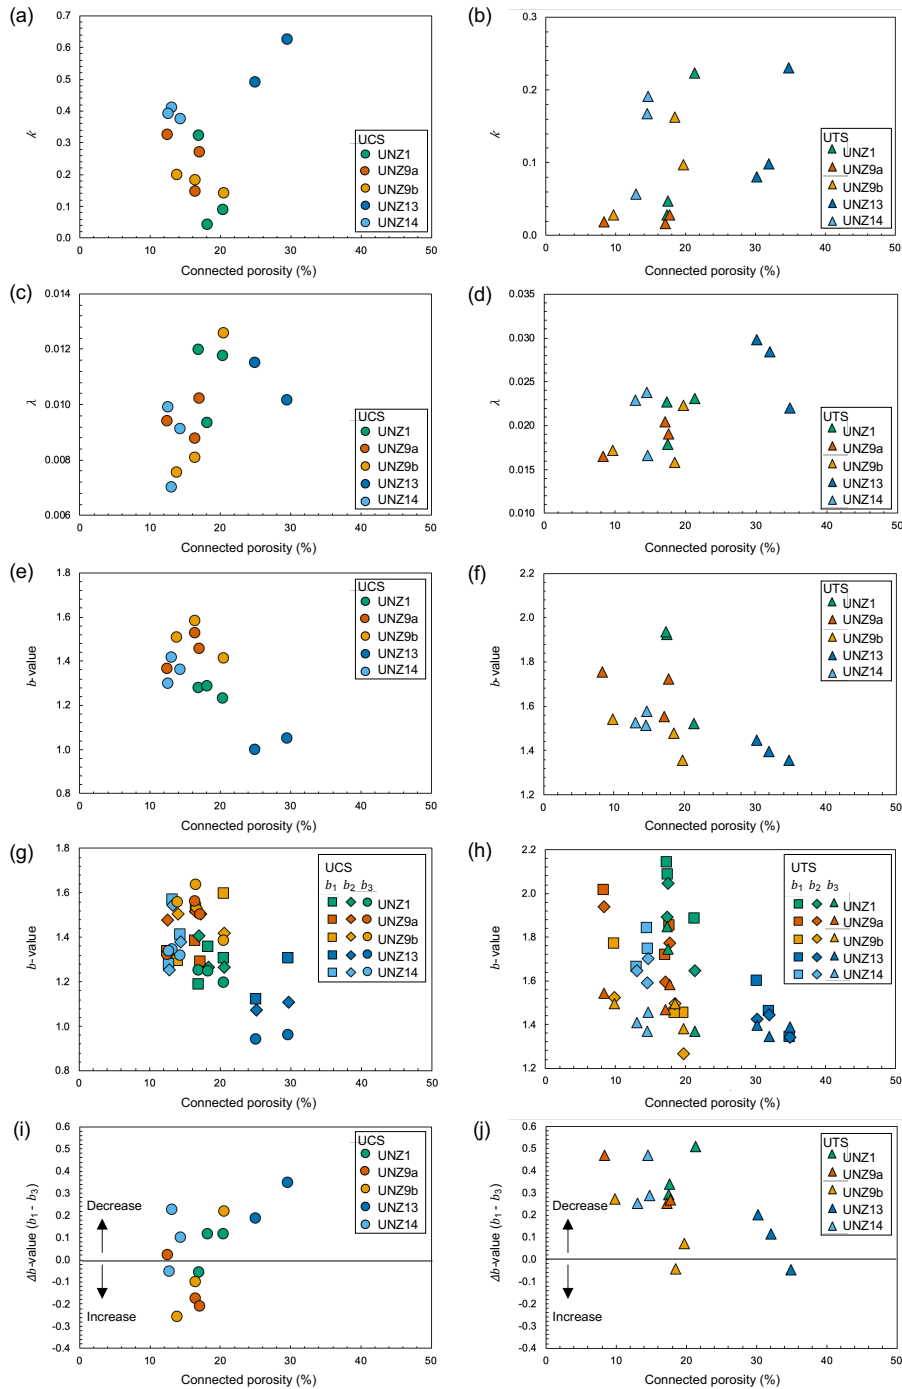 (a)
0.7
0.6
0.5
0.4
0.3
0.2
0.1
0.0
k
0 10 20 30 40 50
Connected porosity (%)
UCS
UNZ1
UNZ9a
UNZ9b
UNZ13
UNZ14
(b)
0.3
0.2
0.1
0.0
k
0 10 20 30 40 50
Connected porosity (%)
UTS
UNZ1
UNZ9a
UNZ9b
UNZ13
UNZ14
(c)
0.014
0.012
0.010
0.008
0.006
λ
0 10 20 30 40 50
Connected porosity (%)
UCS
UNZ1
UNZ9a
UNZ9b
UNZ13
UNZ14
(d)
0.035
0.030
0.025
0.020
0.015
0.010
λ
0 10 20 30 40 50
Connected porosity (%)
UTS
UNZ1
UNZ9a
UNZ9b
UNZ13
UNZ14
(e)
1.8
1.6
1.4
1.2
1.0
0.8
b-value
0 10 20 30 40 50
Connected porosity (%)
UCS
UNZ1
UNZ9a
UNZ9b
UNZ13
UNZ14
(f)
2.2
2.0
1.8
1.6
1.4
1.2
b-value
0 10 20 30 40 50
Connected porosity (%)
UTS
UNZ1
UNZ9a
UNZ9b
UNZ13
UNZ14
(g)
1.8
1.6
1.4
1.2
1.0
0.8
b-value
0 10 20 30 40 50
Connected porosity (%)
UCS
b₁ b₂ b₃
UNZ1
UNZ9a
UNZ9b
UNZ13
UNZ14
(h)
2.2
2.0
1.8
1.6
1.4
1.2
b-value
0 10 20 30 40 50
Connected porosity (%)
UTS
b₁ b₂ b₃
UNZ1
UNZ9a
UNZ9b
UNZ13
UNZ14
(i)
0.6
0.5
0.4
0.3
0.2
0.1
0.0
-0.1
-0.2
-0.3
-0.4
Δb-value (b₁ - b₃)
Decrease
Increase
0 10 20 30 40 50
Connected porosity (%)
UCS
UNZ1
UNZ9a
UNZ9b
UNZ13
UNZ14
(j)
0.6
0.5
0.4
0.3
0.2
0.1
0.0
-0.1
-0.2
-0.3
-0.4
Δb-value (b₁ - b₃)
Decrease
Increase
0 10 20 30 40 50
Connected porosity (%)
UTS
UNZ1
UNZ9a
UNZ9b
UNZ13
UNZ14